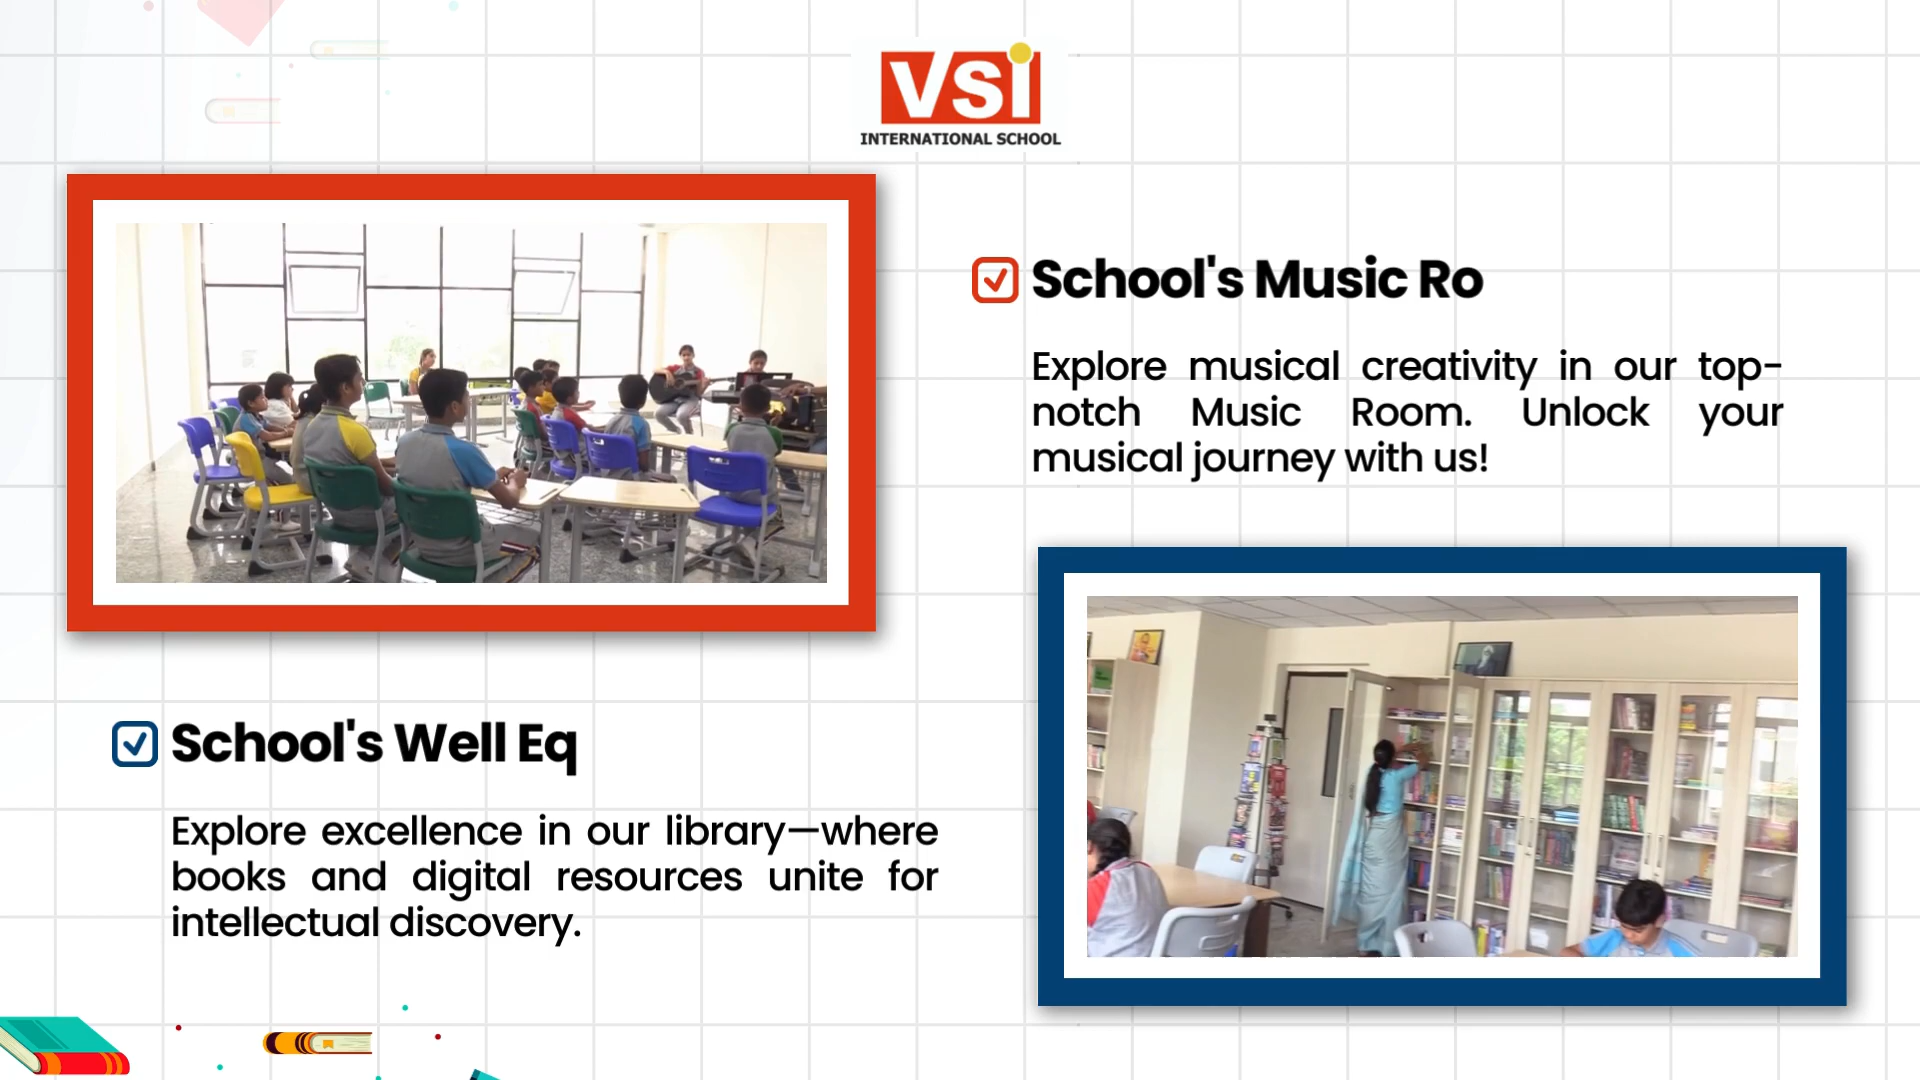 vsi
INTERNATIONAL SCHOOL
School's Music Ro
Explore musical creativity in our top-
notch Music Room. Unlock your
musical journey with us!
School's Well Eq
Explore excellence in our library—where
books and digital resources unite for
intellectual discovery.